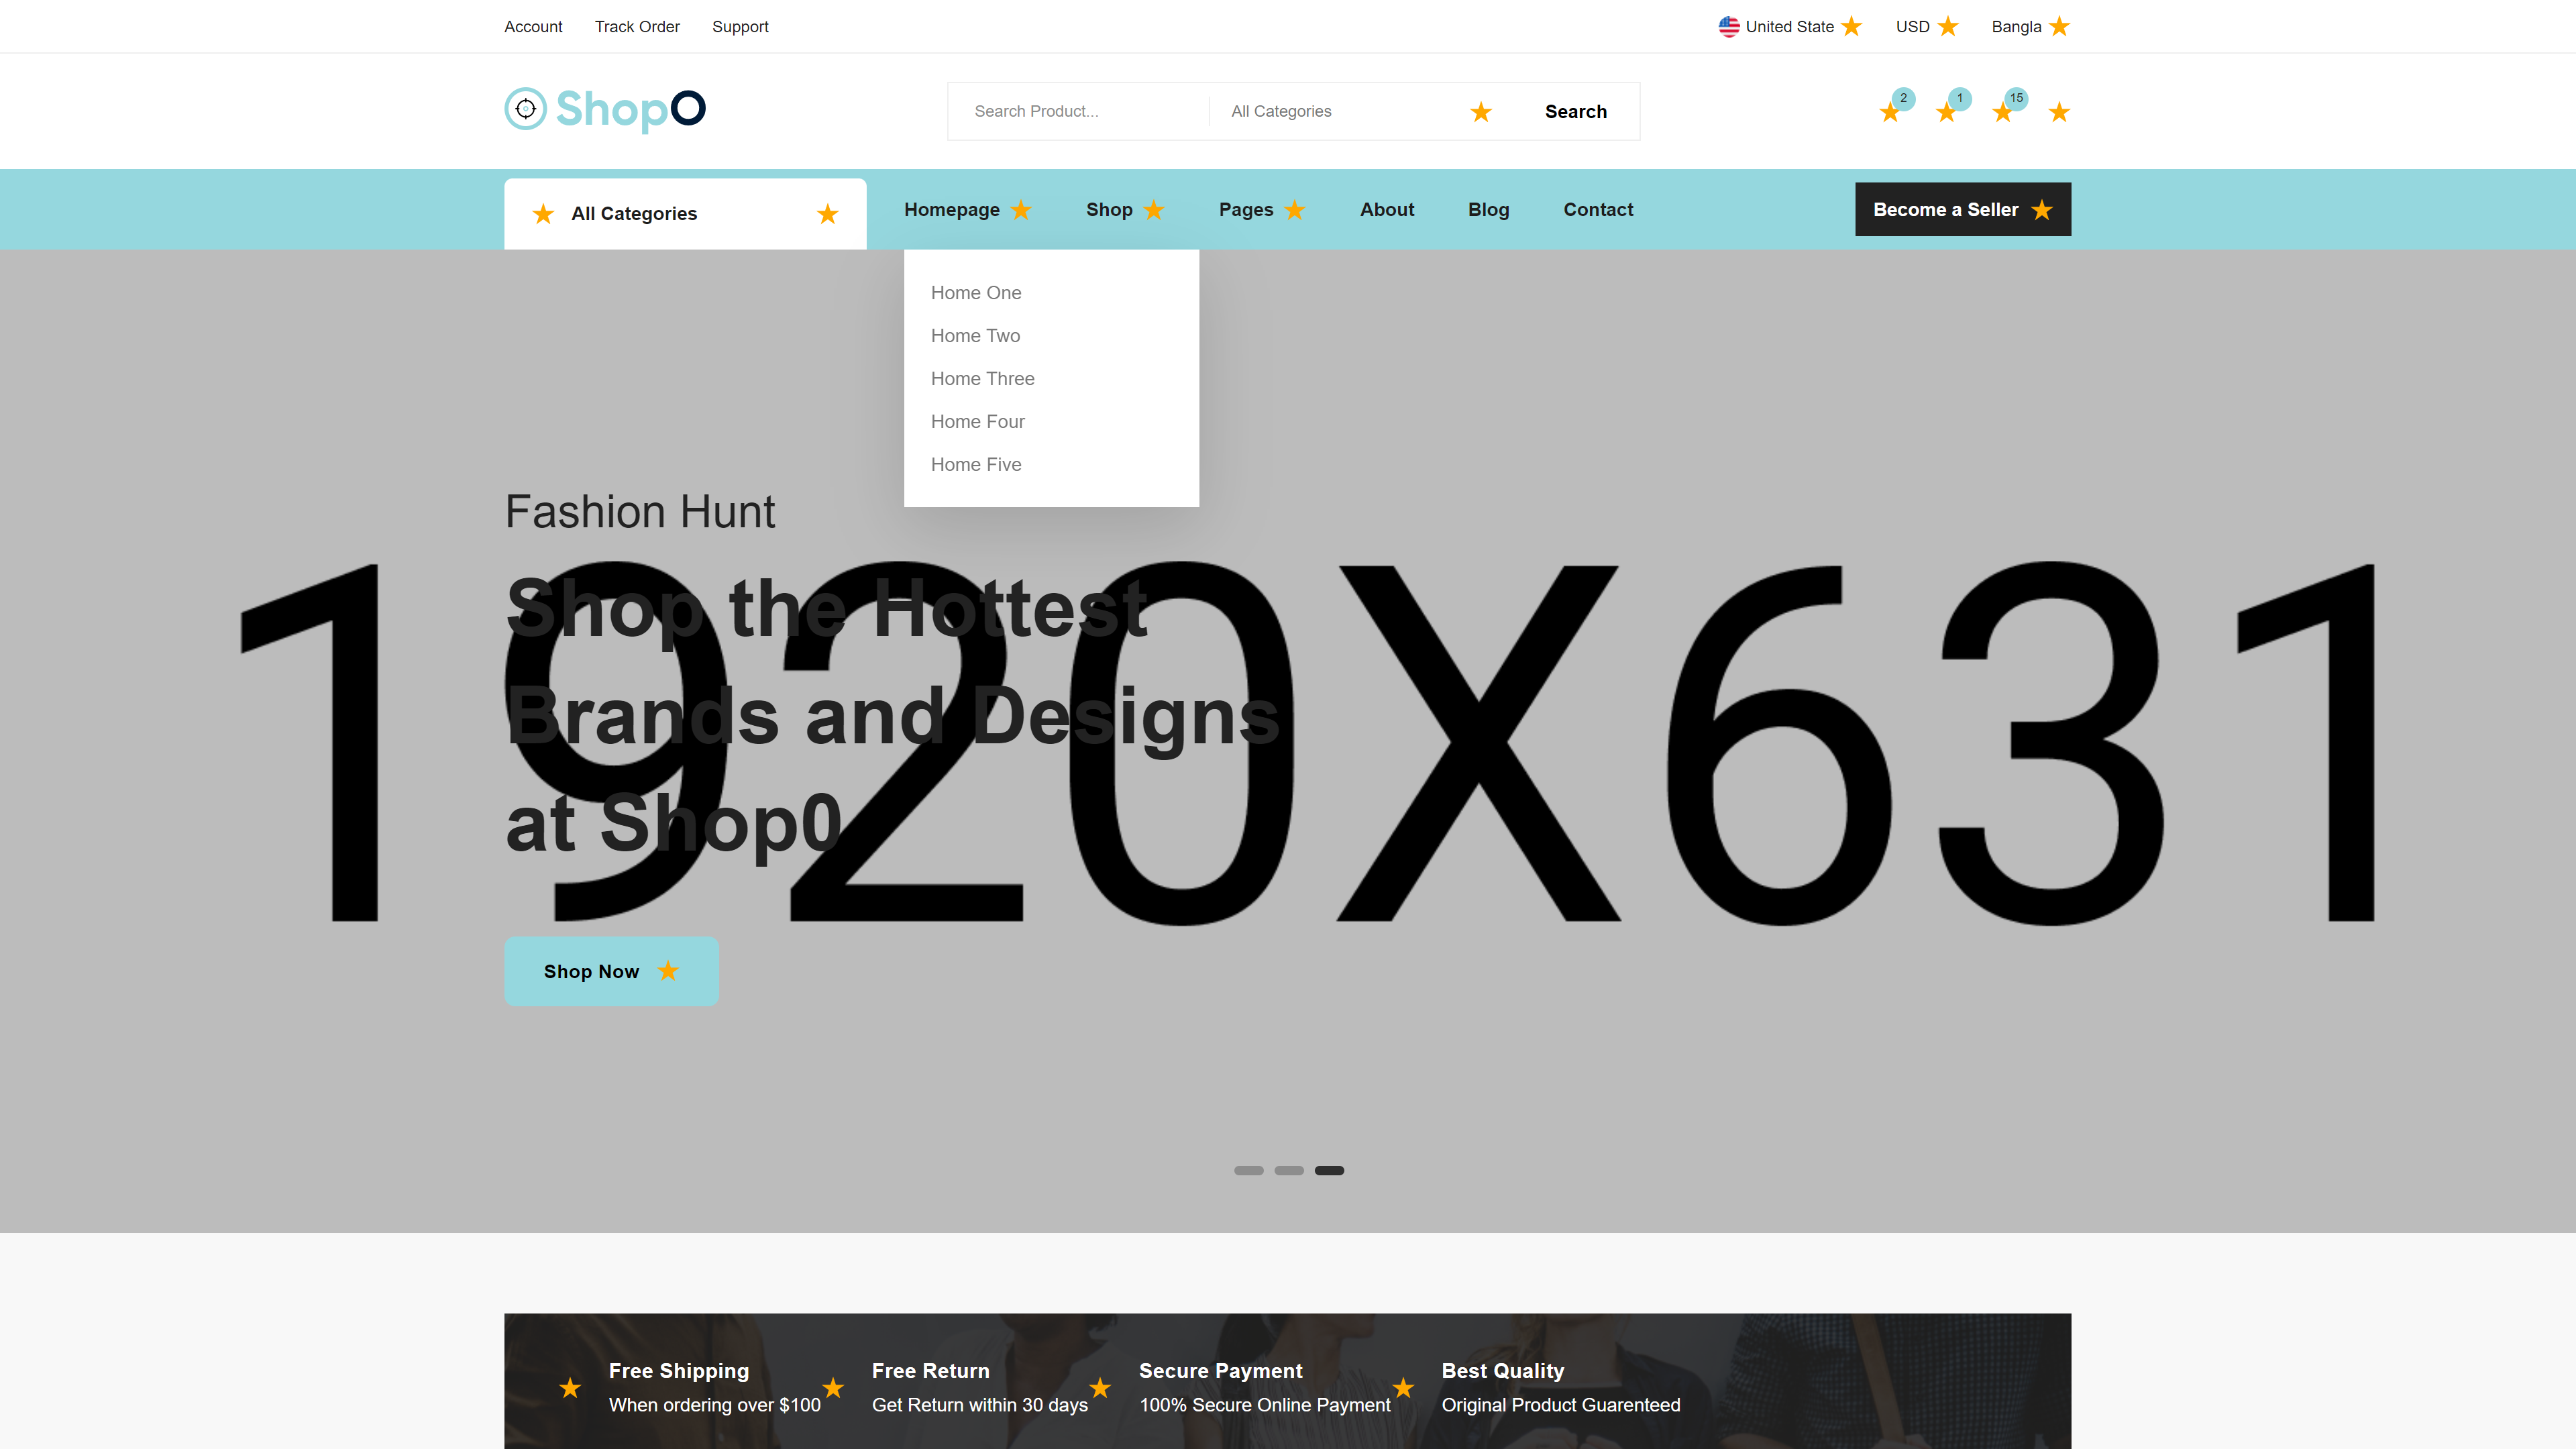 Account Track Order Support United State USD Bangla
ShopO Search Product... All Categories Search 2 1 15
All Categories Homepage Shop Pages About Blog Contact Become a Seller
Home One
Home Two
Home Three
Home Four
Home Five
Fashion Hunt
1920X631
Shop the Hottest
Brands and Designs
at Shop0
Shop Now
Free Shipping
When ordering over $100
Free Return
Get Return within 30 days
Secure Payment
100% Secure Online Payment
Best Quality
Original Product Guarenteed